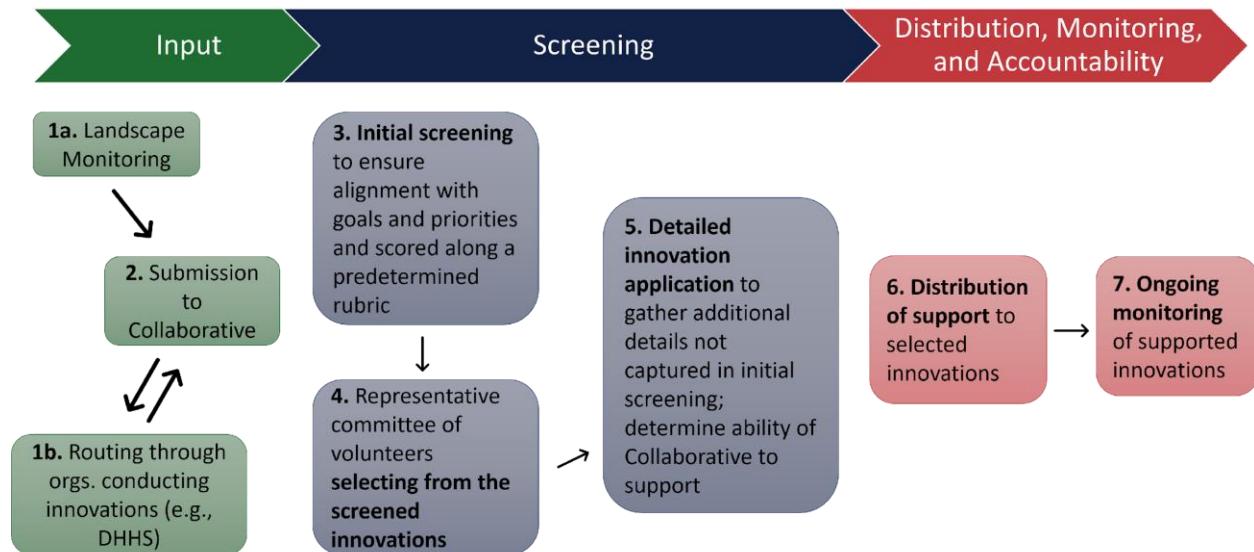 Input
Screening
Distribution, Monitoring,
and Accountability
1a. Landscape
Monitoring
2. Submission
to
Collaborative
1b. Routing through
orgs. conducting
innovations (e.g.,
DHHS)
3. Initial screening
to ensure
alignment with
goals and priorities
and scored along a
predetermined
rubric
4. Representative
committee of
volunteers
selecting from the
screened
innovations
5. Detailed
innovation
application to
gather additional
details not
captured in initial
screening;
determine ability of
Collaborative to
support
6. Distribution
of support to
selected
innovations
7. Ongoing
monitoring
of supported
innovations